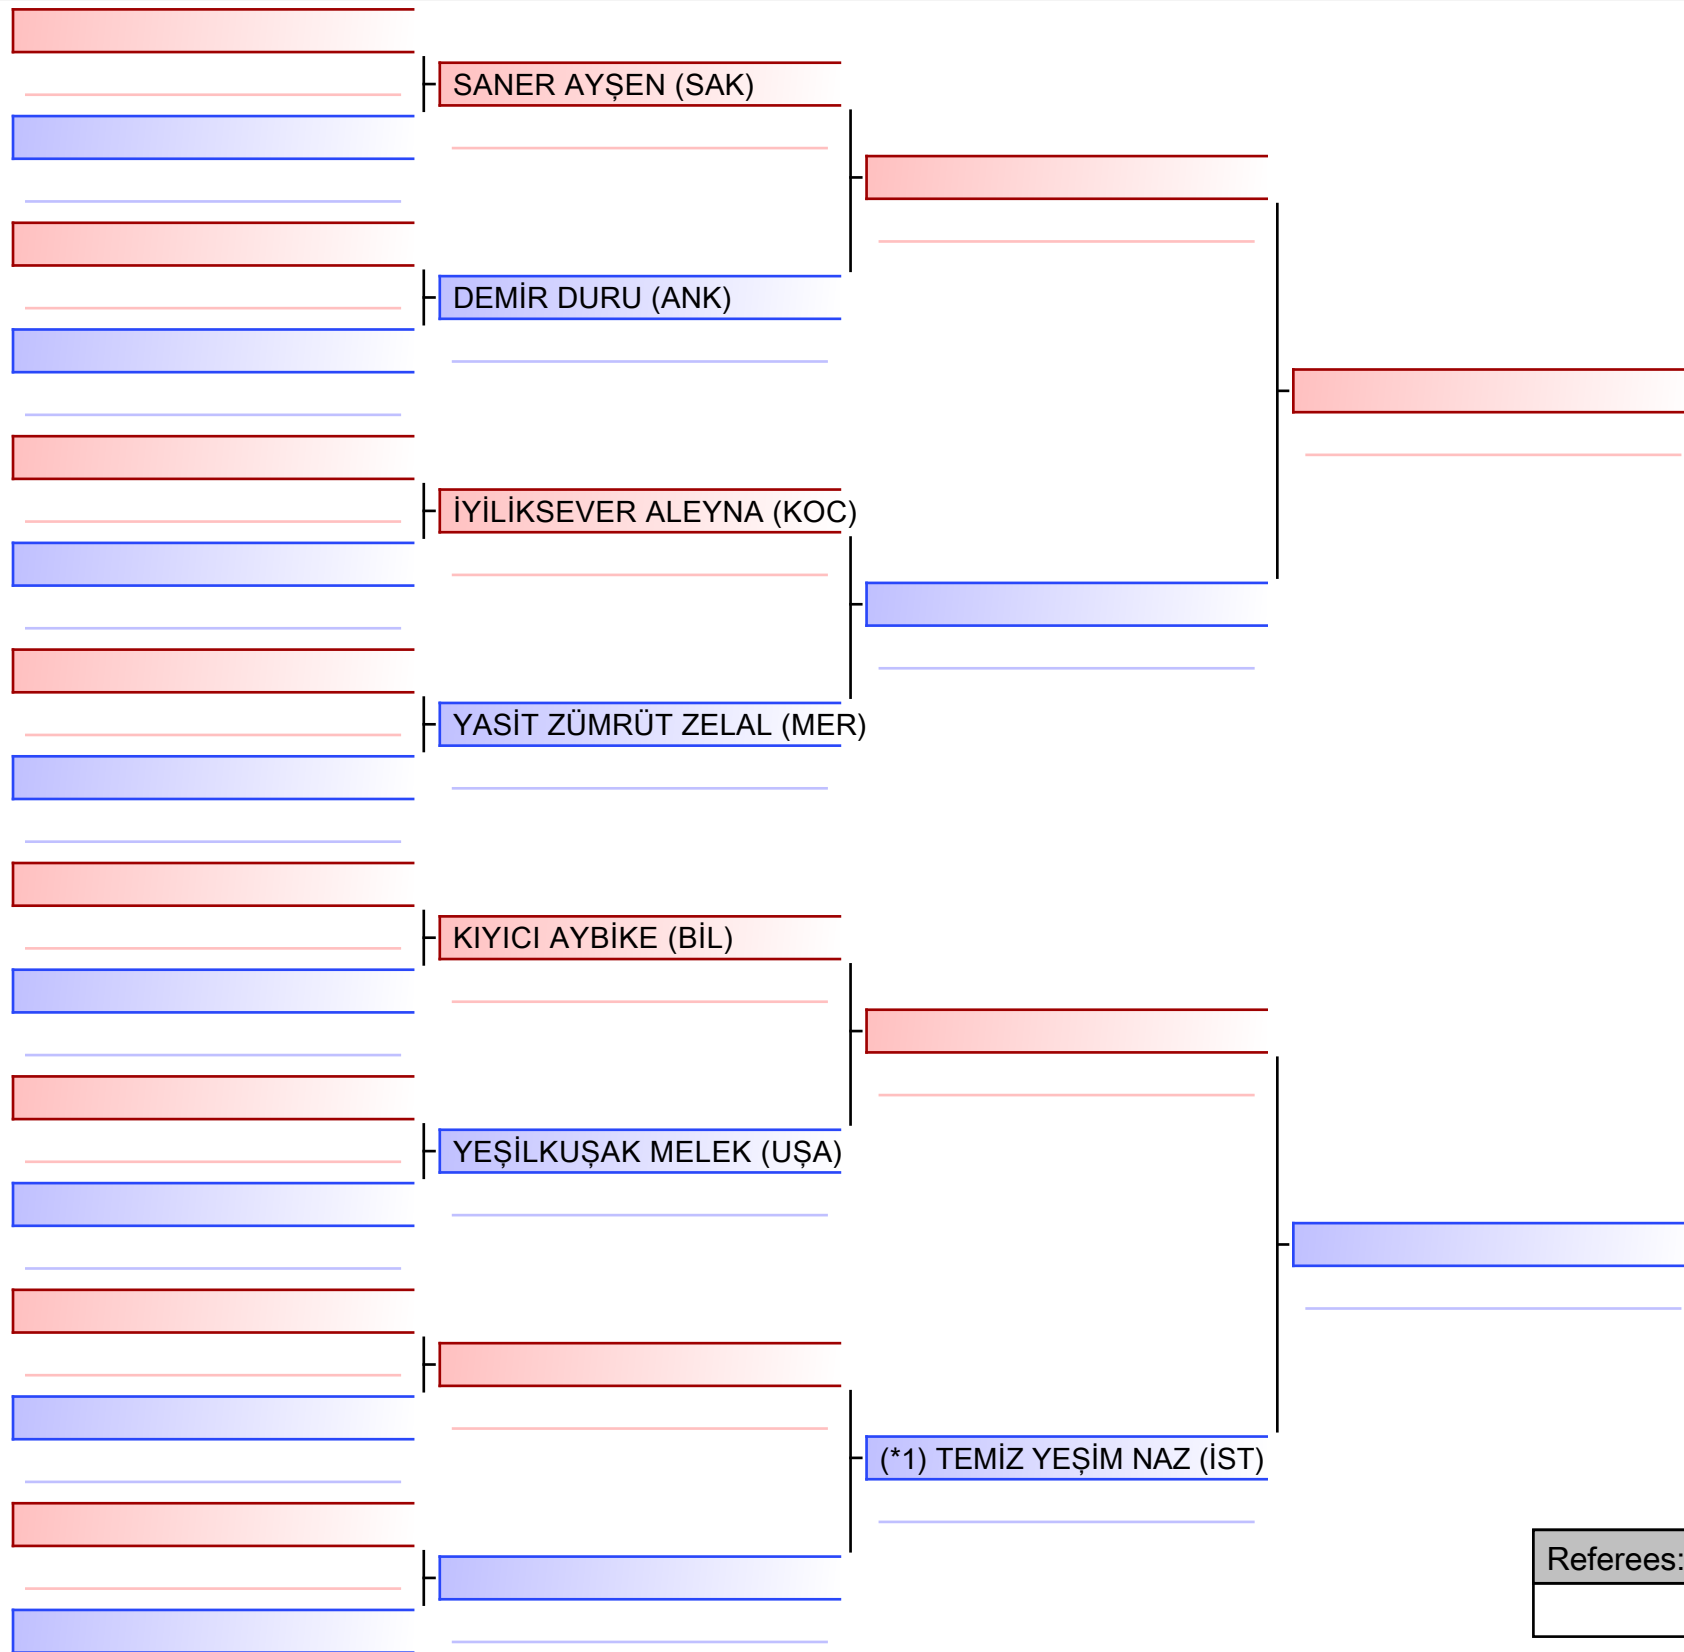 SANER AYŞEN (SAK)
DEMİR DURU (ANK)
İYİLİKSEVER ALEYNA (KOC)
YASİT ZÜMRÜT ZELAL (MER)
KIYICI AYBİKE (BİL)
YEŞİLKUŞAK MELEK (UŞA)
(*1) TEMİZ YEŞİM NAZ (İST)
Referees: